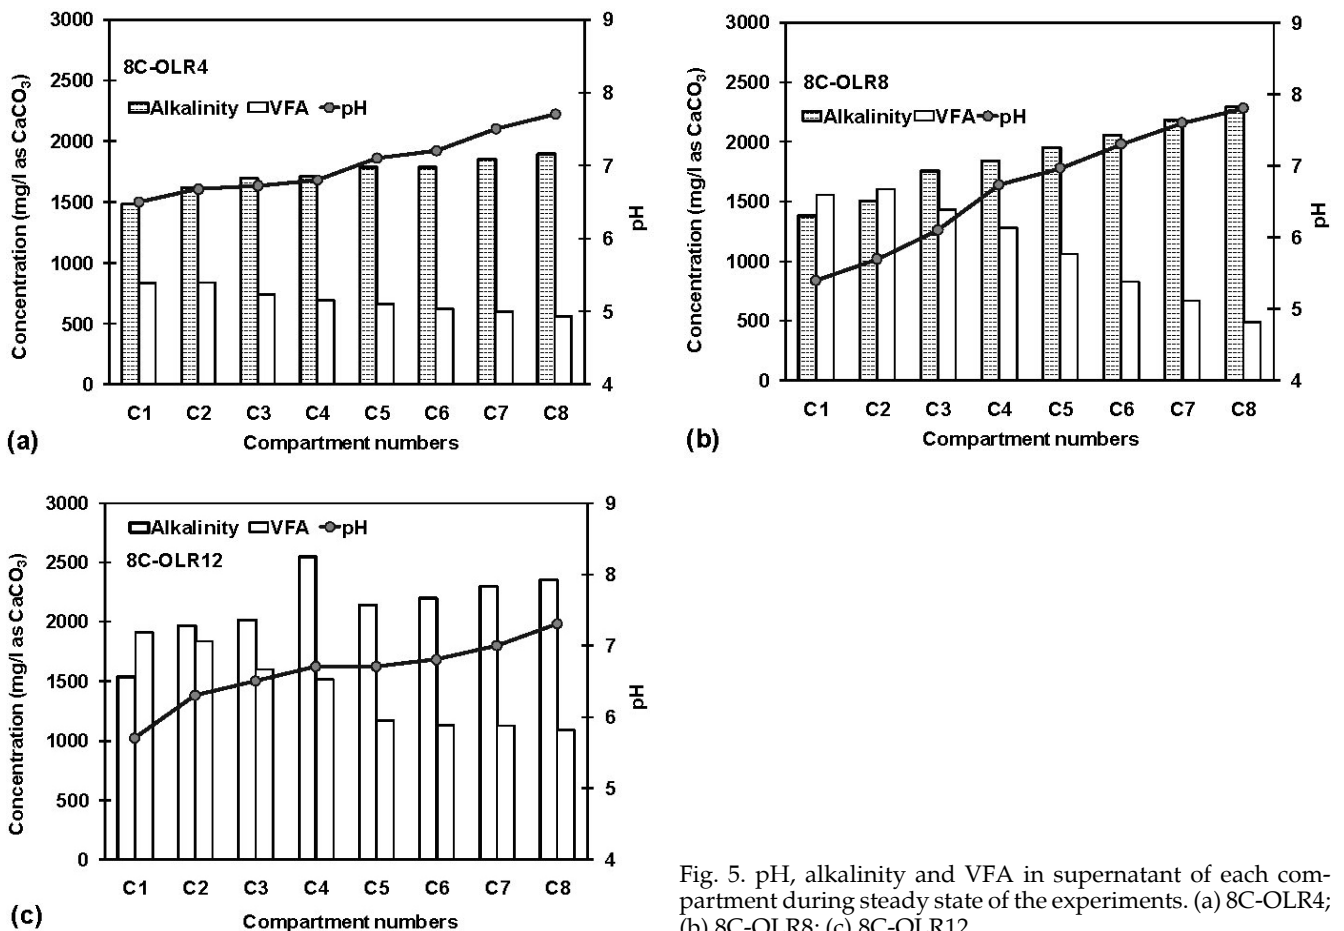 3000
2500
2000
1500
1000
500
0
Concentration (mg/l as CaCO₃)
8C-OLR4
Alkalinity VFA pH
9
8
7
6
5
4
pH
C1 C2 C3 C4 C5 C6 C7 C8
Compartment numbers
(a)
3000
2500
2000
1500
1000
500
0
Concentration (mg/l as CaCO₃)
8C-OLR8
Alkalinity VFA pH
9
8
7
6
5
4
pH
C1 C2 C3 C4 C5 C6 C7 C8
Compartment numbers
(b)
3000
2500
2000
1500
1000
500
0
Concentration (mg/l as CaCO₃)
Alkalinity VFA pH
8C-OLR12
9
8
7
6
5
4
pH
C1 C2 C3 C4 C5 C6 C7 C8
Compartment numbers
(c)
Fig. 5. pH, alkalinity and VFA in supernatant of each com-
partment during steady state of the experiments. (a) 8C-OLR4;
(b) 8C-OLR8; (c) 8C-OLR12